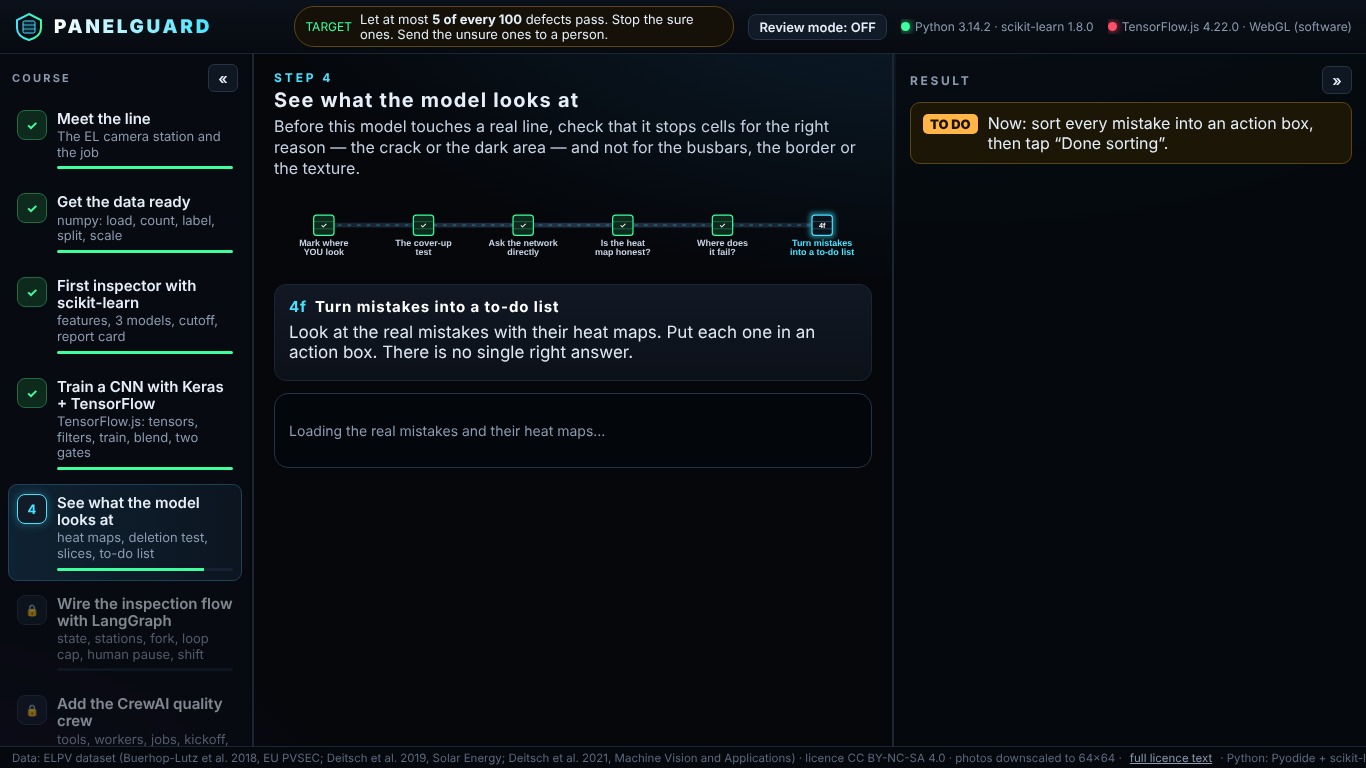 PANELGUARD
TARGET
Let at most 5 of every 100 defects pass. Stop the sure
ones. Send the unsure ones to a person.
Review mode: OFF
Python 3.14.2 · scikit-learn 1.8.0
TensorFlow.js 4.22.0 · WebGL (software)
COURSE
«
Meet the line
The EL camera station and
the job
Get the data ready
numpy: load, count, label,
split, scale
First inspector with
scikit-learn
features, 3 models, cutoff,
report card
Train a CNN with Keras
+ TensorFlow
TensorFlow.js: tensors,
filters, train, blend, two
gates
4
See what the model
looks at
heat maps, deletion test,
slices, to-do list
Wire the inspection flow
with LangGraph
state, stations, fork, loop
cap, human pause, shift
Add the CrewAI quality
crew
tools, workers, jobs, kickoff,
STEP 4
See what the model looks at
Before this model touches a real line, check that it stops cells for the right
reason — the crack or the dark area — and not for the busbars, the border or
the texture.
Mark where
YOU look
The cover-up
test
Ask the network
directly
Is the heat
map honest?
Where does
it fail?
4f
Turn mistakes
into a to-do list
4f Turn mistakes into a to-do list
Look at the real mistakes with their heat maps. Put each one in an
action box. There is no single right answer.
Loading the real mistakes and their heat maps…
RESULT
»
TO DO
Now: sort every mistake into an action box,
then tap “Done sorting”.
Data: ELPV dataset (Buerhop-Lutz et al. 2018, EU PVSEC; Deitsch et al. 2019, Solar Energy; Deitsch et al. 2021, Machine Vision and Applications) · licence CC BY-NC-SA 4.0 · photos downscaled to 64×64 · full licence text · Python: Pyodide + scikit-